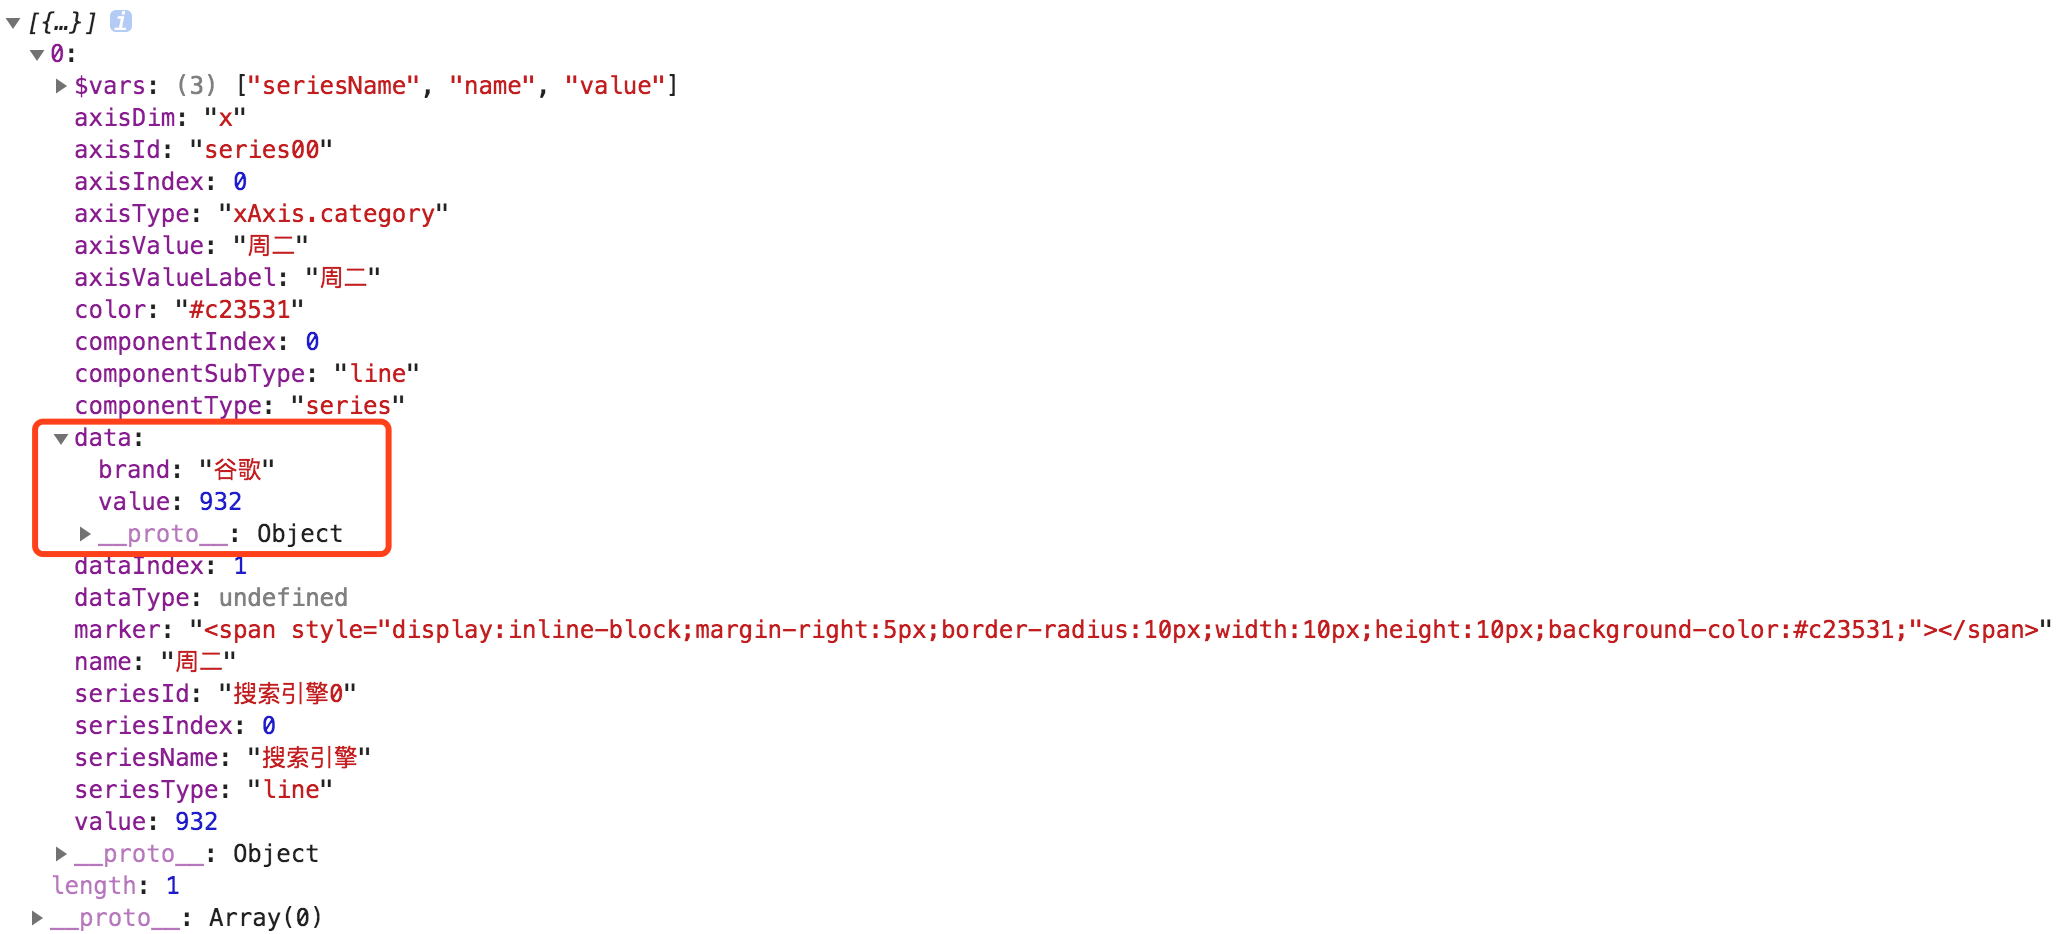 [{…}] i
0:
$vars: (3) ["seriesName", "name", "value"]
axisDim: "x"
axisId: "series00"
axisIndex: 0
axisType: "xAxis.category"
axisValue: "周二"
axisValueLabel: "周二"
color: "#c23531"
componentIndex: 0
componentSubType: "line"
componentType: "series"
data:
brand: "谷歌"
value: 932
__proto__: Object
dataIndex: 1
dataType: undefined
marker: "<span style="display:inline-block;margin-right:5px;border-radius:10px;width:10px;height:10px;background-color:#c23531;"></span>"
name: "周二"
seriesId: "搜索引擎0"
seriesIndex: 0
seriesName: "搜索引擎"
seriesType: "line"
value: 932
__proto__: Object
length: 1
__proto__: Array(0)